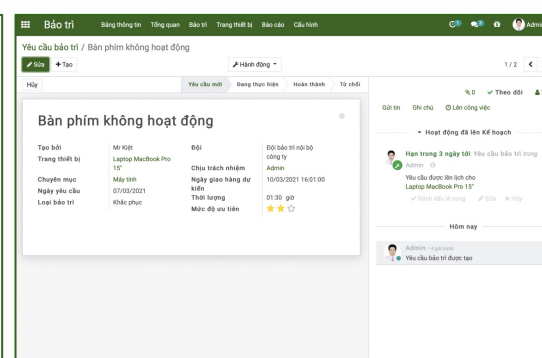 Bảo trì Bảng thông tin Tổng quan Bảo trì Trang thiết bị Báo cáo Cấu hình Admi
Yêu cầu bảo trì / Bàn phím không hoạt động
Sửa + Tạo Hành động 1 / 2
Hủy Yêu cầu mới Đang thực hiện Hoàn thành Từ chối
0 Theo dõi
Gửi tin Ghi chú Lên công việc
Bàn phím không hoạt động
Tạo bởi Mr Kiệt
Trang thiết bị Laptop MacBook Pro
15"
Chuyên mục Máy tính
Ngày yêu cầu 07/03/2021
Loại bảo trì Khắc phục
Đội Đội bảo trì nội bộ
công ty
Chịu trách nhiệm Admin
Ngày giao hàng dự
kiến 10/03/2021 16:01:00
Thời lượng 01:30 giờ
Mức độ ưu tiên
Hoạt động đã lên Kế hoạch
Hạn trong 3 ngày tới: Yêu cầu bảo trì trong
Admin
Yêu cầu được lên lịch cho
Laptop MacBook Pro 15"
Đánh dấu là xong Sửa Hủy
Hôm nay
Admin - 6 giờ trước
Yêu cầu bảo trì được tạo